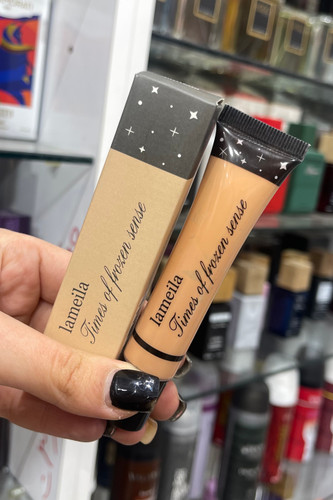 lameila
Times of frozen sense
lameila
Times of frozen sense